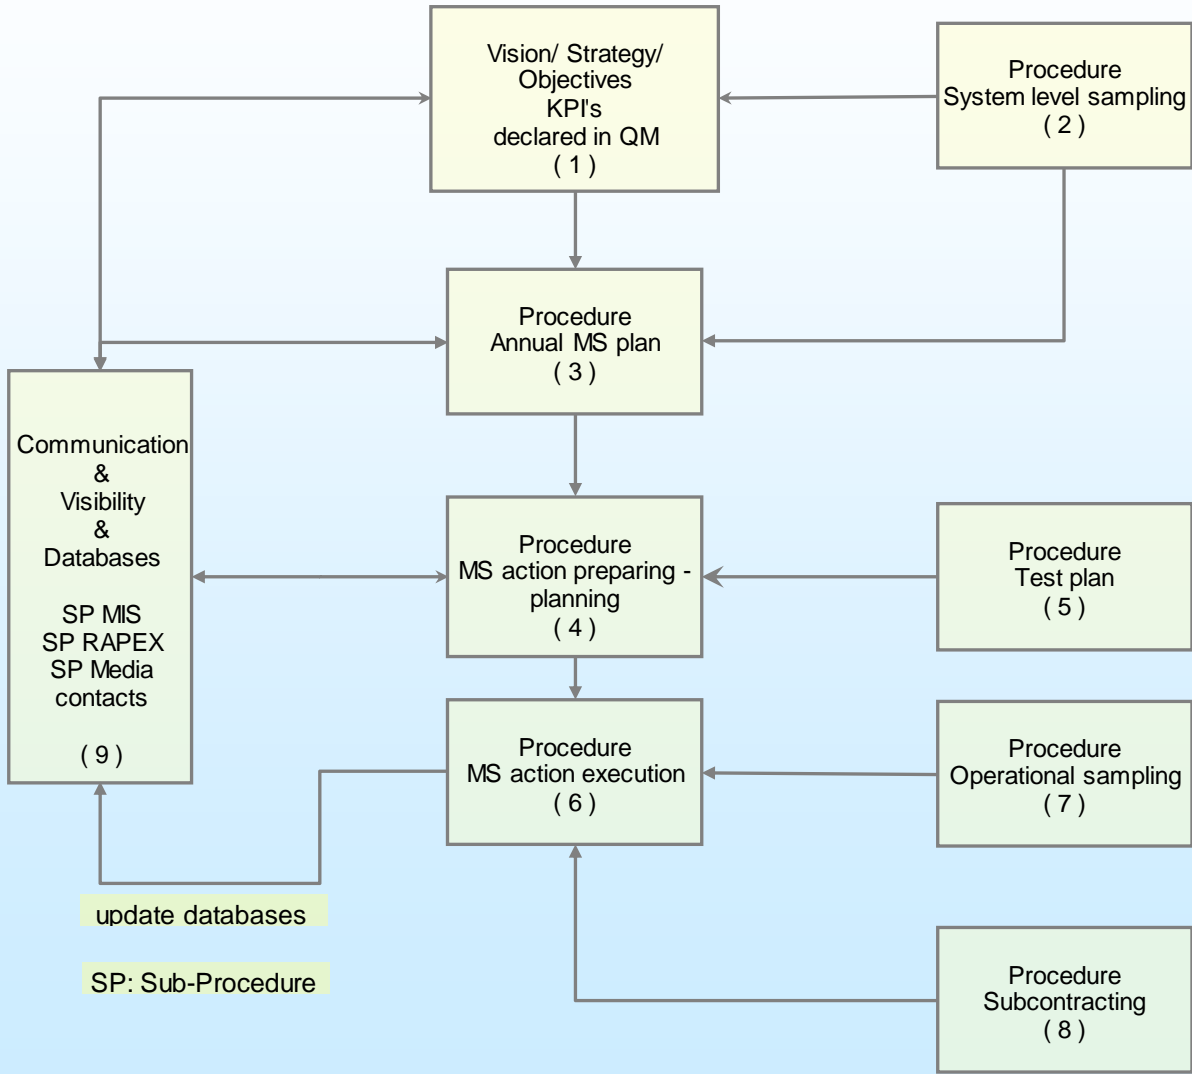 Vision/ Strategy/
Objectives
KPI's
declared in QM
( 1 )
Procedure
System level sampling
( 2 )
Procedure
Annual MS plan
( 3 )
Communication
&
Visibility
&
Databases
SP MIS
SP RAPEX
SP Media
contacts
( 9 )
Procedure
MS action preparing -
planning
( 4 )
Procedure
Test plan
( 5 )
Procedure
MS action execution
( 6 )
Procedure
Operational sampling
( 7 )
update databases
SP: Sub-Procedure
Procedure
Subcontracting
( 8 )